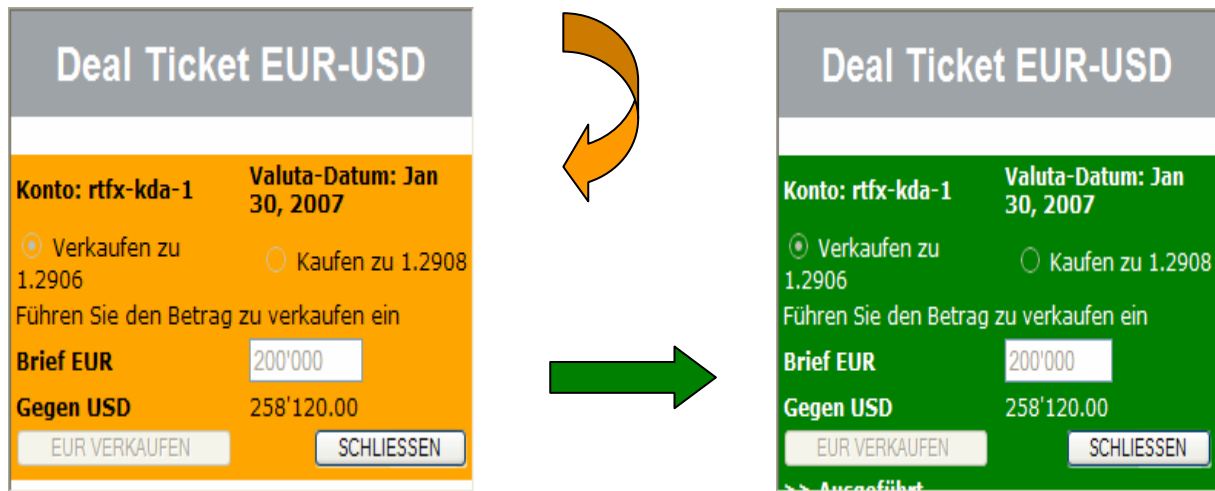 Deal Ticket EUR-USD
Konto: rtfx-kda-1
Valuta-Datum: Jan
30, 2007
Verkaufen zu
1.2906
Kaufen zu 1.2908
Führen Sie den Betrag zu verkaufen ein
Brief EUR
200'000
Gegen USD
258'120.00
EUR VERKAUFEN
SCHLIESSEN
Deal Ticket EUR-USD
Konto: rtfx-kda-1
Valuta-Datum: Jan
30, 2007
Verkaufen zu
1.2906
Kaufen zu 1.2908
Führen Sie den Betrag zu verkaufen ein
Brief EUR
200'000
Gegen USD
258'120.00
EUR VERKAUFEN
SCHLIESSEN
>> Ausgeführt